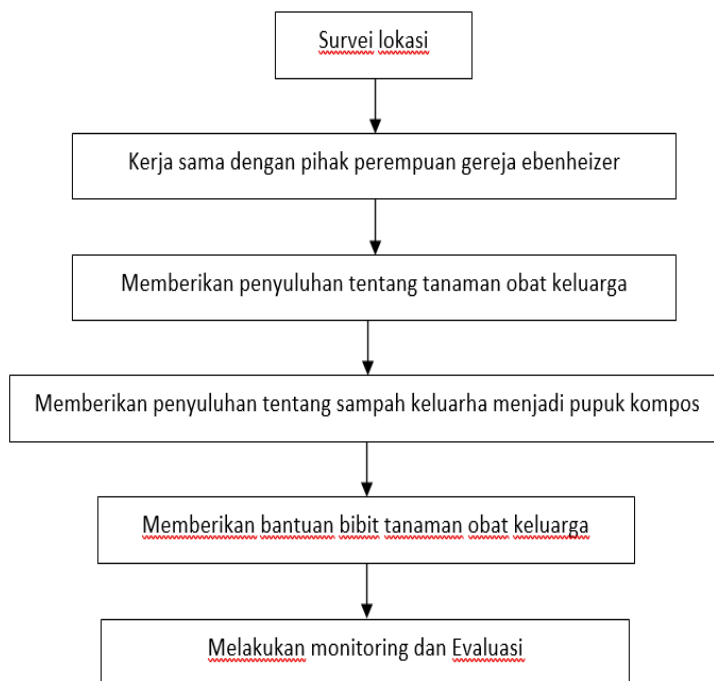 Survei lokasi
Kerja sama dengan pihak perempuan gereja ebenheizer
Memberikan penyuluhan tentang tanaman obat keluarga
Memberikan penyuluhan tentang sampah keluarha menjadi pupuk kompos
Memberikan bantuan bibit tanaman obat keluarga
Melakukan monitoring dan Evaluasi